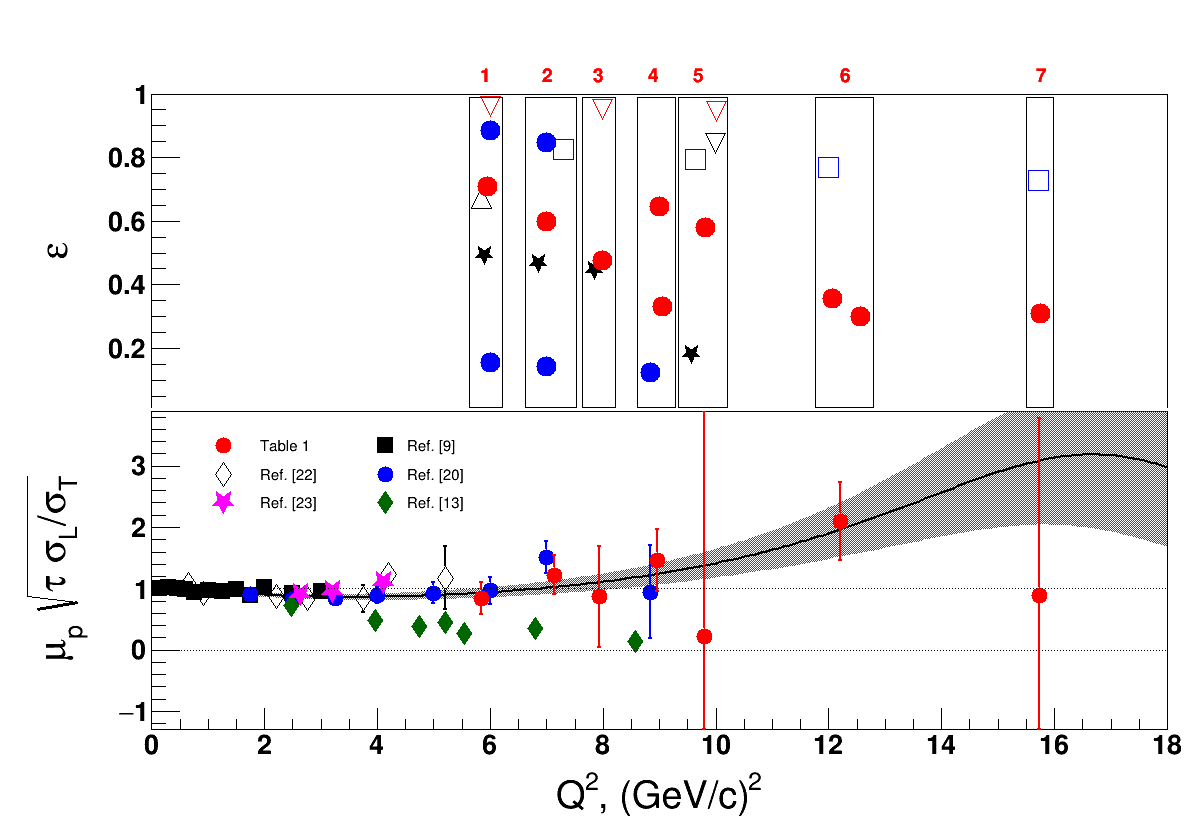 1 2 3 4 5 6 7
1
0.8
0.6
0.4
0.2
ε
Table 1
Ref. [9]
Ref. [22]
Ref. [20]
Ref. [23]
Ref. [13]
3
2
1
0
−1
μp √τ σL/σT
0 2 4 6 8 10 12 14 16 18
Q², (GeV/c)²